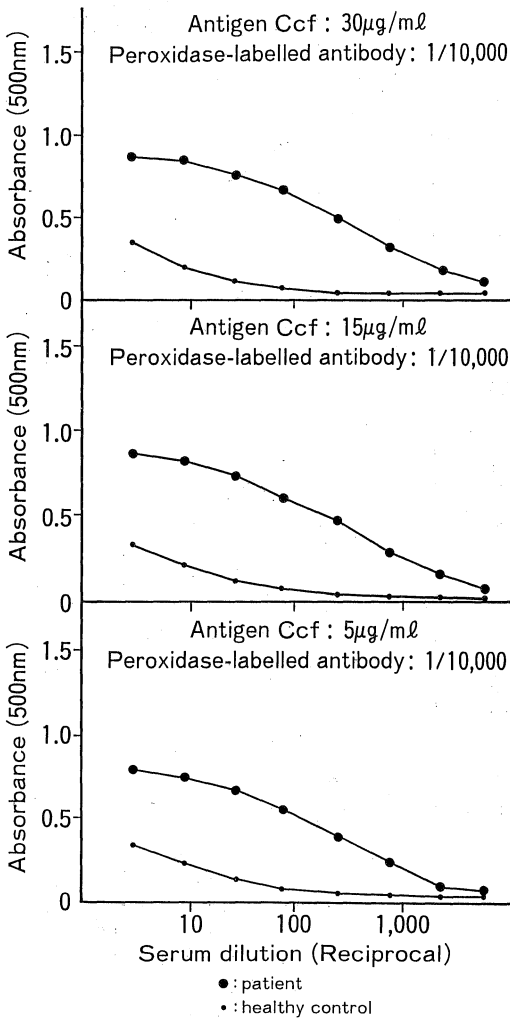 Antigen Ccf : 30μg/mℓ
Peroxidase-labelled antibody: 1/10,000
Absorbance (500nm)
1.5
1.0
0.5
0
Antigen Ccf : 15μg/mℓ
Peroxidase-labelled antibody: 1/10,000
Absorbance (500nm)
1.5
1.0
0.5
0
Antigen Ccf : 5μg/mℓ
Peroxidase-labelled antibody: 1/10,000
Absorbance (500nm)
1.5
1.0
0.5
0
10 100 1,000
Serum dilution (Reciprocal)
●: patient
•: healthy control